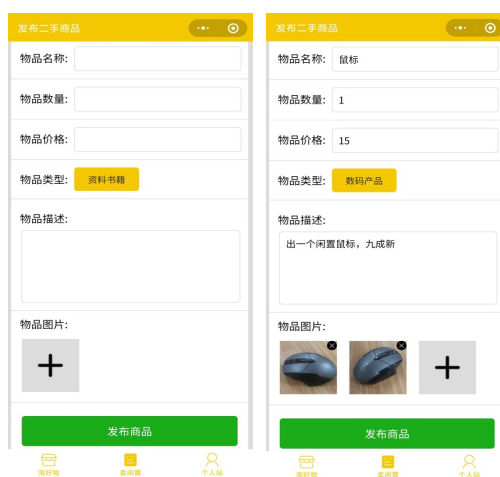 发布二手商品
物品名称:
物品数量:
物品价格:
物品类型: 资料书籍
物品描述:
物品图片:
发布商品
淘好物 卖闲置 个人站
发布二手商品
物品名称: 鼠标
物品数量: 1
物品价格: 15
物品类型: 数码产品
物品描述:
出一个闲置鼠标，九成新
物品图片:
发布商品
淘好物 卖闲置 个人站